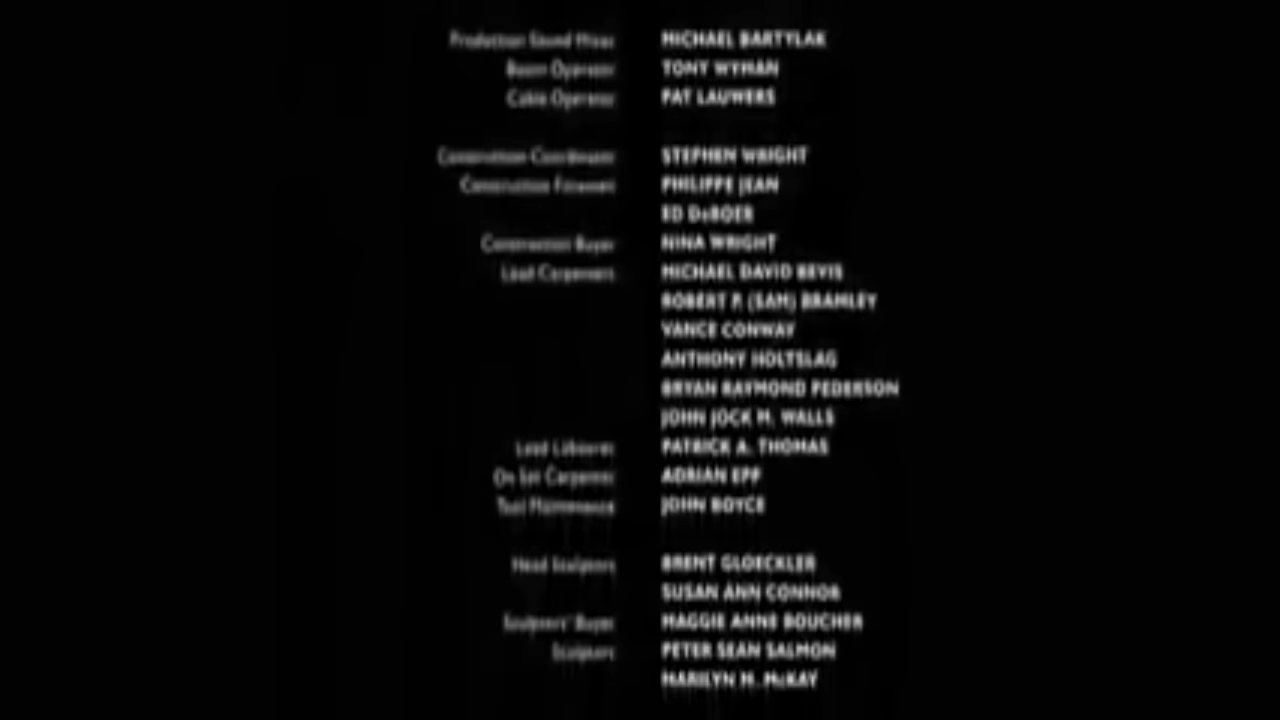 Production Sound Mixer MICHAEL BARTYLAK
Boom Operator TONY WYMAN
Cable Operator PAT LAUWERS
Construction Coordinator STEPHEN WRIGHT
Construction Foremen PHILIPPE JEAN
ED DeBOER
Construction Buyer NINA WRIGHT
Lead Carpenters MICHAEL DAVID BEVIS
ROBERT P. (SAM) BRAMLEY
VANCE CONWAY
ANTHONY HOLTSLAG
BRYAN RAYMOND PEDERSON
JOHN JOCK M. WALLS
Lead Labourer PATRICK A. THOMAS
On Set Carpenter ADRIAN EPP
Tool Maintenance JOHN BOYCE
Head Sculptors BRENT GLOECKLER
SUSAN ANN CONNOR
Sculptors' Buyer MAGGIE ANNE BOUCHER
Sculptors PETER SEAN SALMON
MARILYN M. McKAY